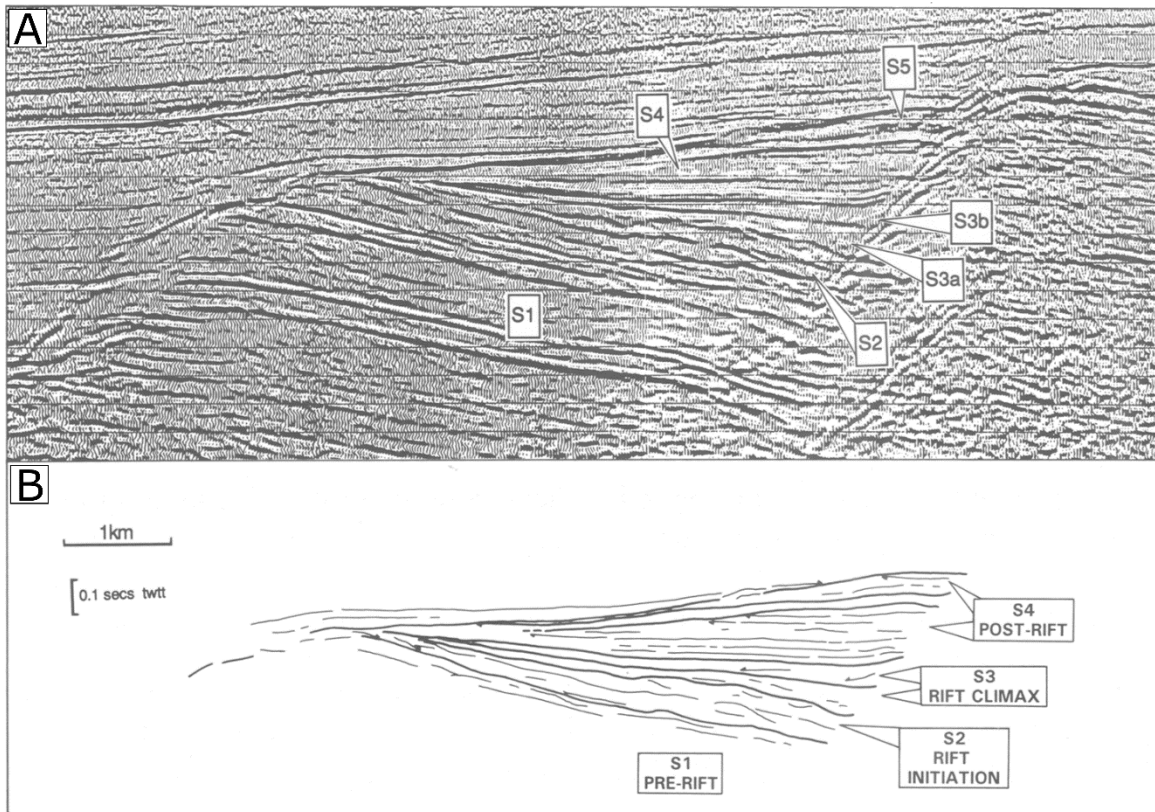 A
S5
S4
S3b
S3a
S1
S2
B
1km
0.1 secs twtt
S4
POST-RIFT
S3
RIFT CLIMAX
S2
RIFT
INITIATION
S1
PRE-RIFT